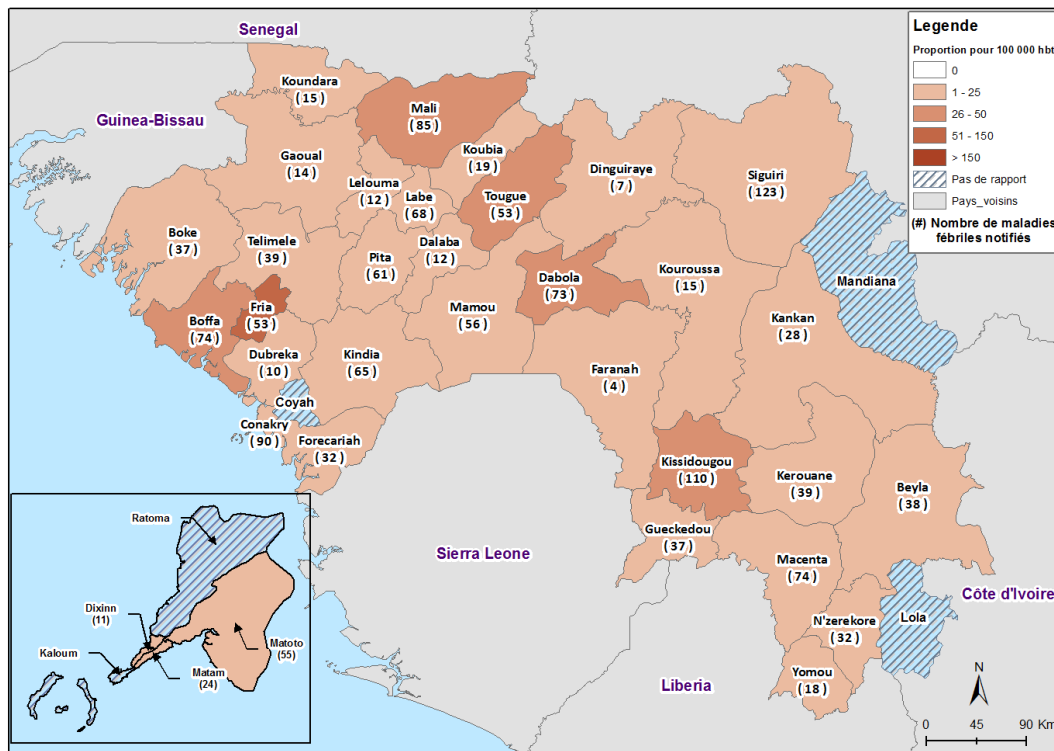 Senegal
Legende
Proportion pour 100 000 hbt
0
1 - 25
26 - 50
51 - 150
> 150
Pas de rapport
Pays_voisins
(#) Nombre de maladies
fébriles notifiés
Koundara
(15)
Mali
(85)
Guinea-Bissau
Koubia
(19)
Gaoual
(14)
Lelouma
(12)
Labe
(68)
Tougue
(53)
Dinguiraye
(7)
Siguiri
(123)
Boke
(37)
Telimele
(39)
Pita
(61)
Dalaba
(12)
Dabola
(73)
Kouroussa
(15)
Mandiana
Boffa
(74)
Fria
(53)
Mamou
(56)
Kankan
(28)
Dubreka
(10)
Kindia
(65)
Faranah
(4)
Coyah
Conakry
(90)
Forecariah
(32)
Kissidougou
(110)
Kerouane
(39)
Beyla
(38)
Gueckedou
(37)
Sierra Leone
Macenta
(74)
Côte d'Ivoire
N'zerekore
(32)
Lola
Yomou
(18)
Liberia
Ratoma
Dixinn
(11)
Kaloum
Matam
(24)
Matoto
(55)
N
0 45 90 Km